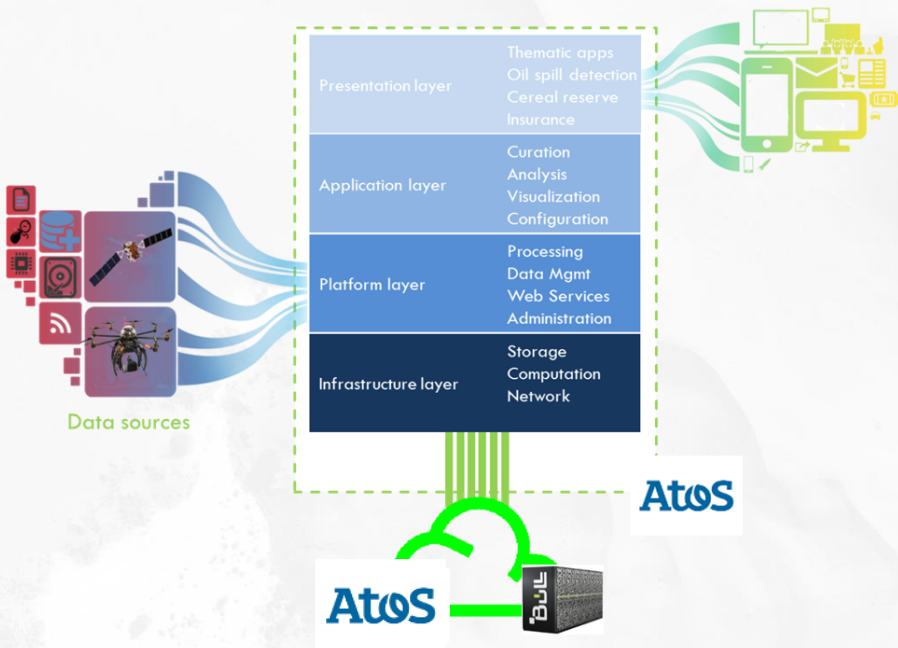 Presentation layer
Thematic apps
Oil spill detection
Cereal reserve
Insurance
Application layer
Curation
Analysis
Visualization
Configuration
Platform layer
Processing
Data Mgmt
Web Services
Administration
Infrastructure layer
Storage
Computation
Network
Data sources
Atos
Atos
Bull